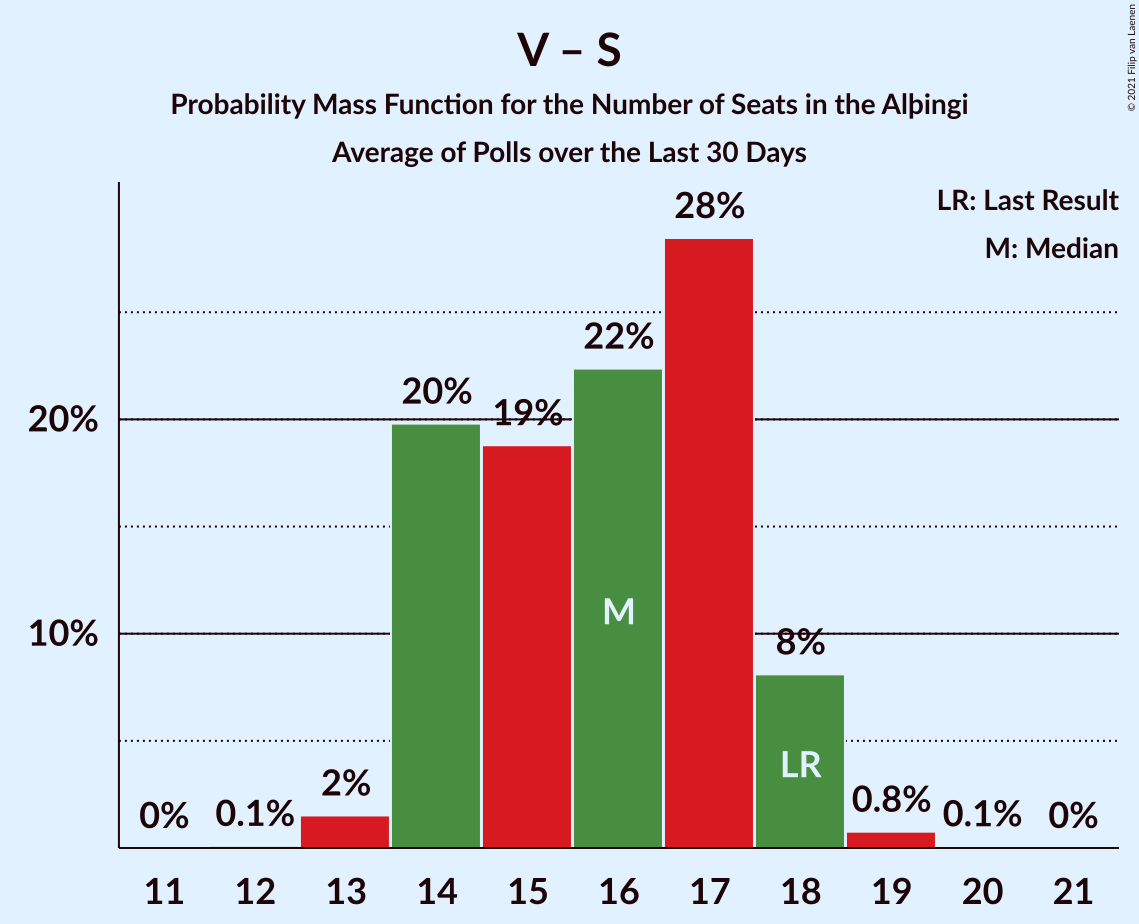 V – S
Probability Mass Function for the Number of Seats in the Alþingi
Average of Polls over the Last 30 Days
© 2021 Filip van Laenen
LR: Last Result
M: Median
28%
22%
20%
19%
20%
M
10%
8%
LR
2%
0%
0.1%
0.8%
0.1%
0%
11 12 13 14 15 16 17 18 19 20 21